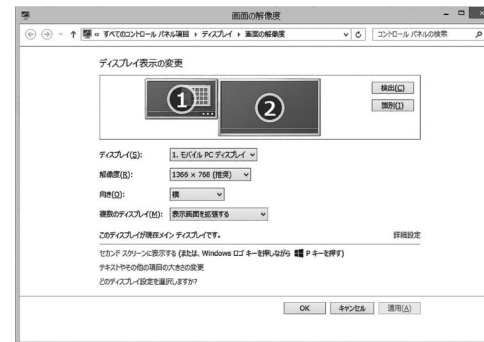 画面の解像度
« すべてのコントロール パネル項目 › ディスプレイ › 画面の解像度
コントロール パネルの検索
ディスプレイ表示の変更
1
2
検出(C)
識別(I)
ディスプレイ(S): 1. モバイル PC ディスプレイ
解像度(R): 1366 × 768 (推奨)
向き(O): 横
複数のディスプレイ(M): 表示画面を拡張する
このディスプレイが現在メイン ディスプレイです。 詳細設定
セカンド スクリーンに表示する (または、Windows ロゴ キーを押しながら P キーを押す)
テキストやその他の項目の大きさの変更
どのディスプレイ設定を選択しますか?
OK キャンセル 適用(A)